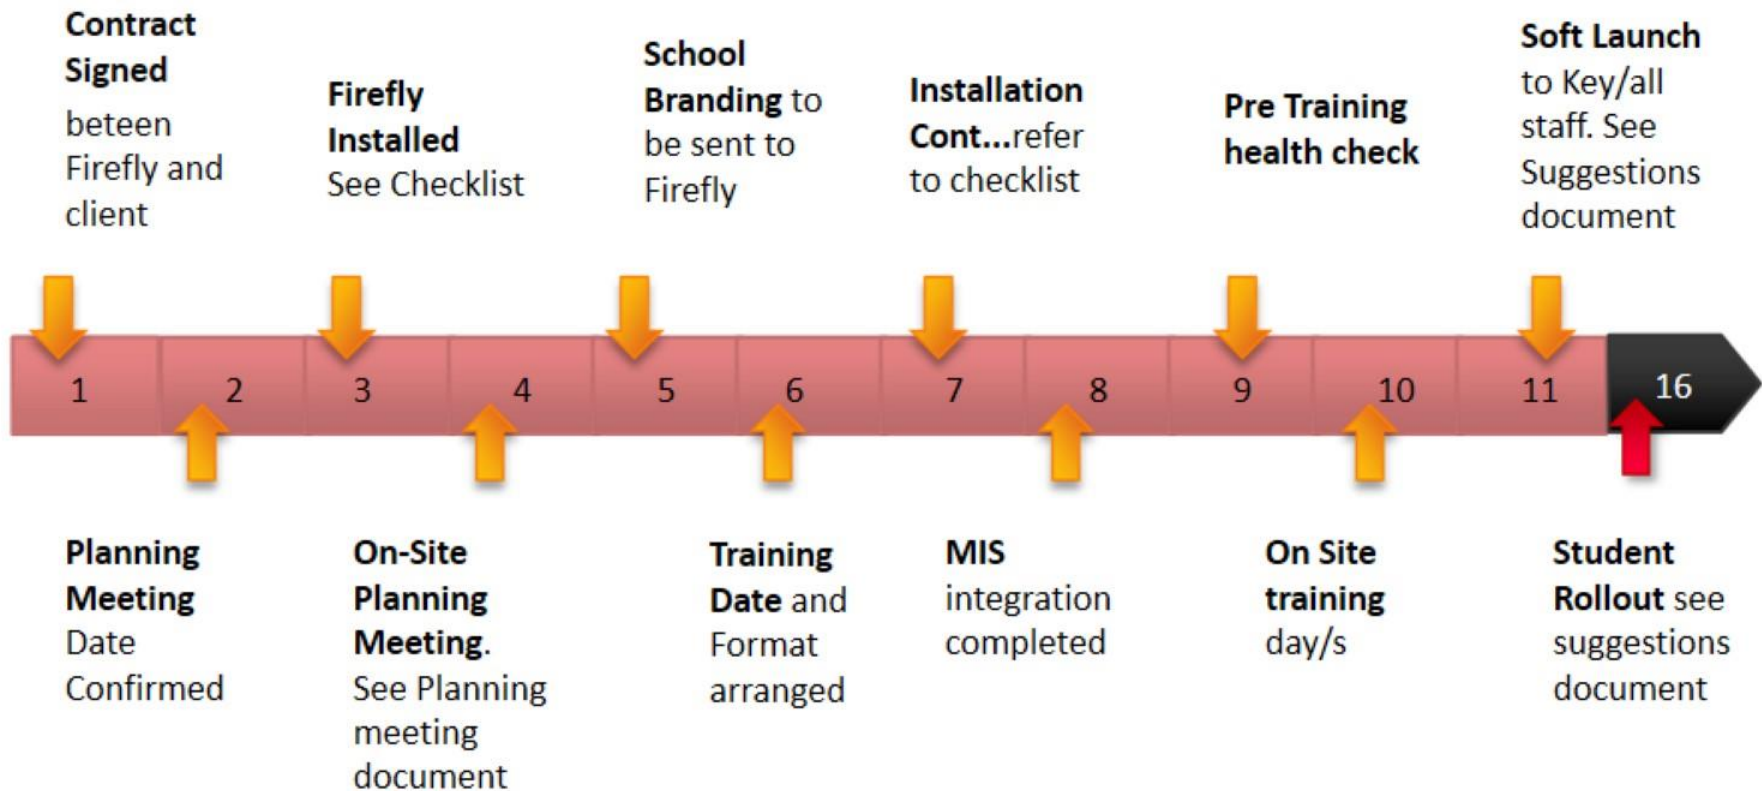 Contract
Signed
beteen
Firefly and
client
Firefly
Installed
See Checklist
School
Branding to
be sent to
Firefly
Installation
Cont...refer
to checklist
Pre Training
health check
Soft Launch
to Key/all
staff. See
Suggestions
document
1
2
3
4
5
6
7
8
9
10
11
16
Planning
Meeting
Date
Confirmed
On-Site
Planning
Meeting.
See Planning
meeting
document
Training
Date and
Format
arranged
MIS
integration
completed
On Site
training
day/s
Student
Rollout see
suggestions
document